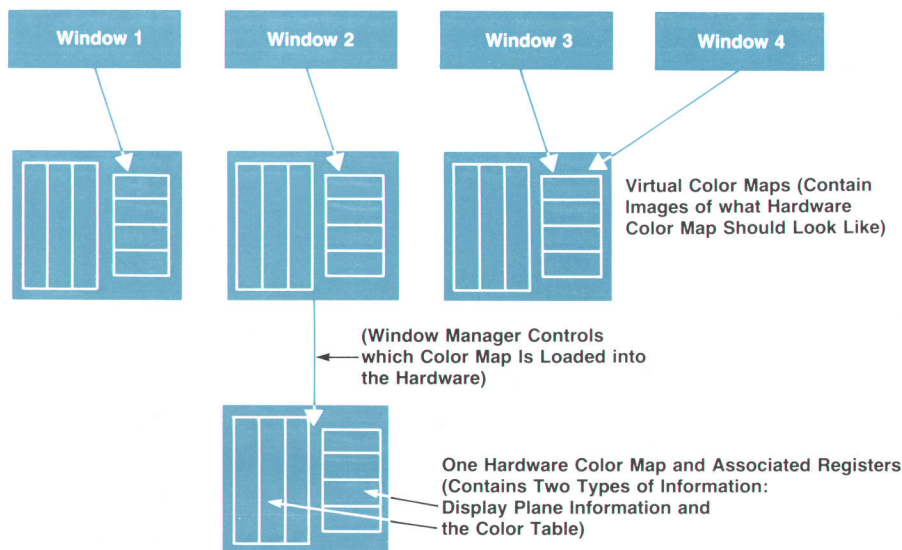 Window 1
Window 2
Window 3
Window 4
Virtual Color Maps (Contain
Images of what Hardware
Color Map Should Look Like)
(Window Manager Controls
which Color Map Is Loaded into
the Hardware)
One Hardware Color Map and Associated Registers
(Contains Two Types of Information:
Display Plane Information and
the Color Table)